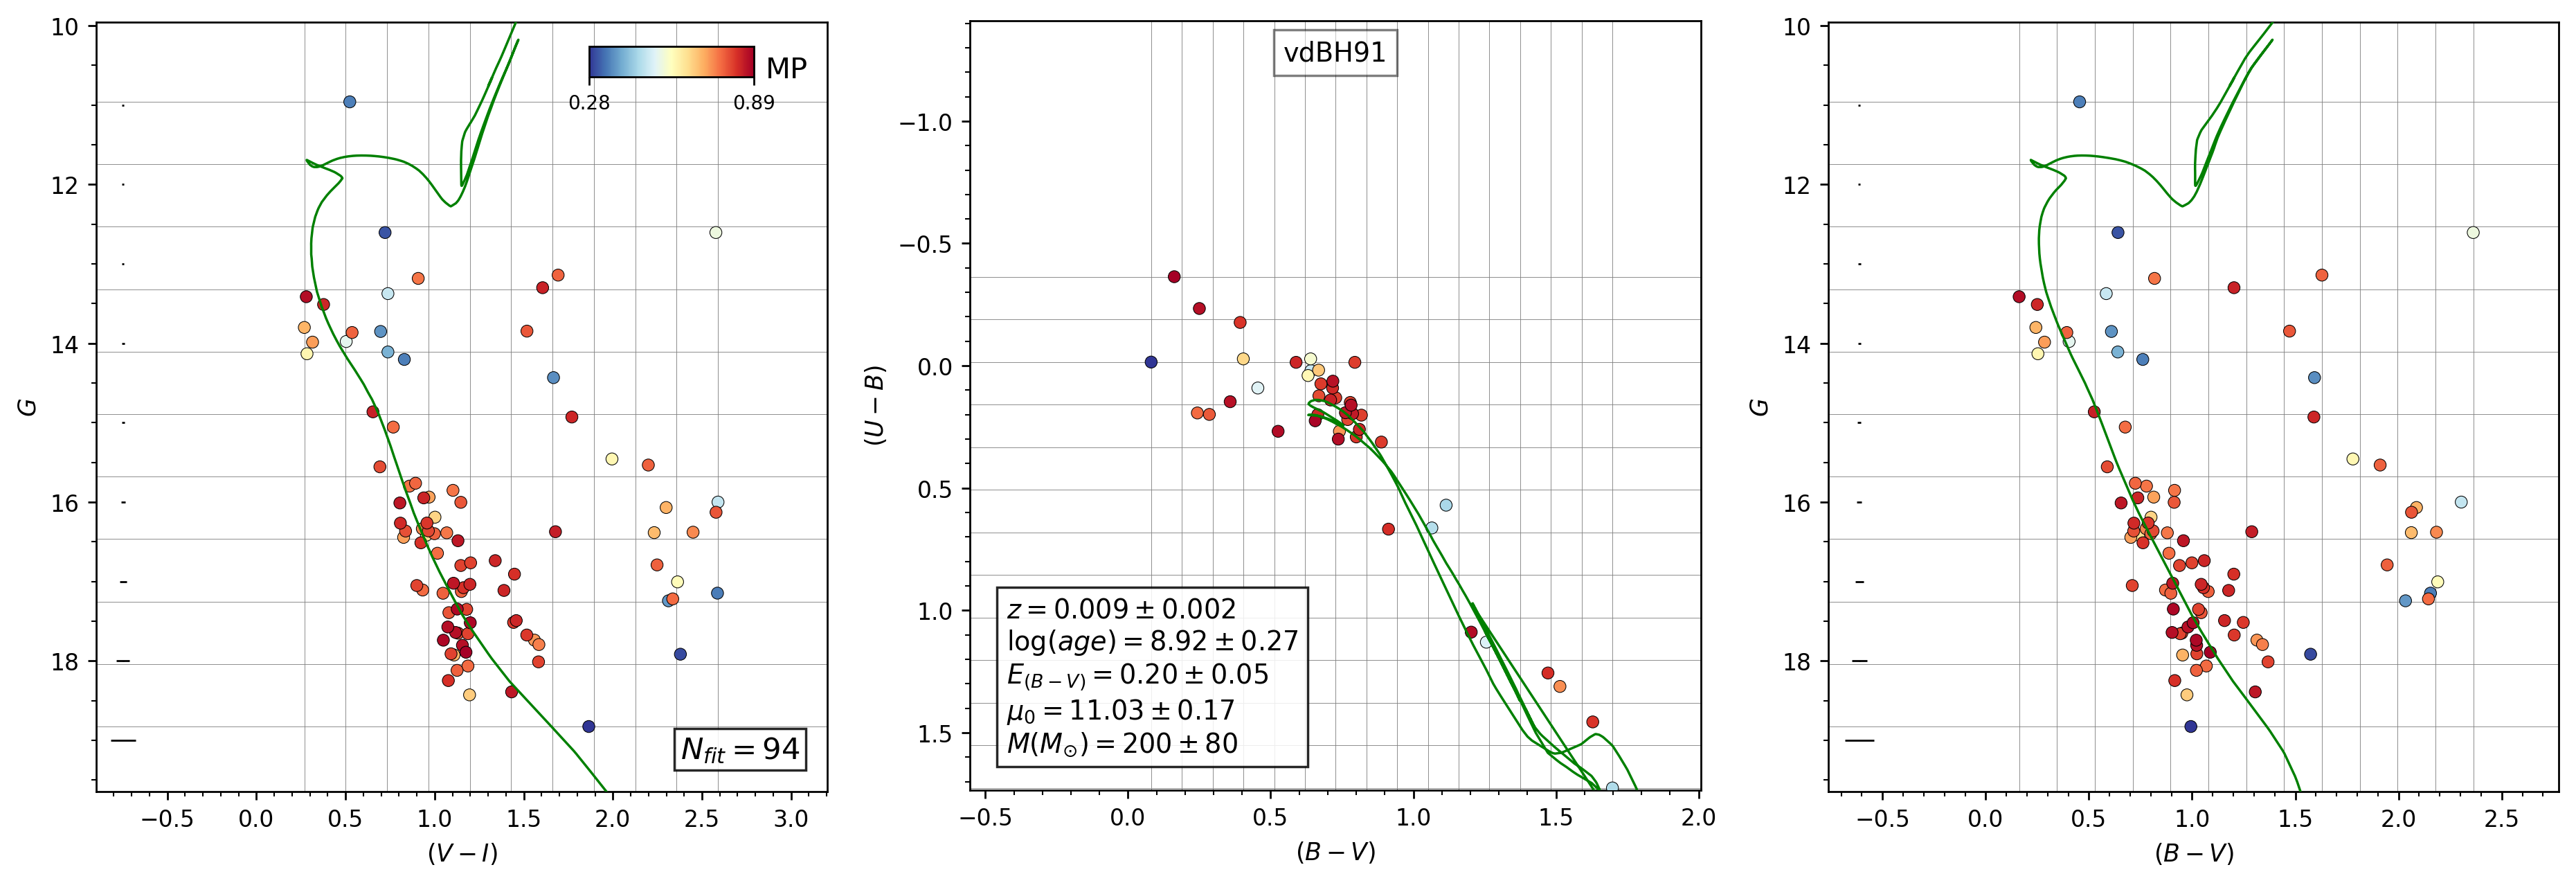 10
12
14
16
18
G
−0.5 0.0 0.5 1.0 1.5 2.0 2.5 3.0
(V − I)
MP
0.28 0.89
N_fit = 94
vdBH91
−1.0
−0.5
0.0
0.5
1.0
1.5
(U − B)
z = 0.009 ± 0.002
log(age) = 8.92 ± 0.27
E_(B−V) = 0.20 ± 0.05
μ₀ = 11.03 ± 0.17
M(M_⊙) = 200 ± 80
−0.5 0.0 0.5 1.0 1.5 2.0
(B − V)
10
12
14
16
18
G
−0.5 0.0 0.5 1.0 1.5 2.0 2.5
(B − V)